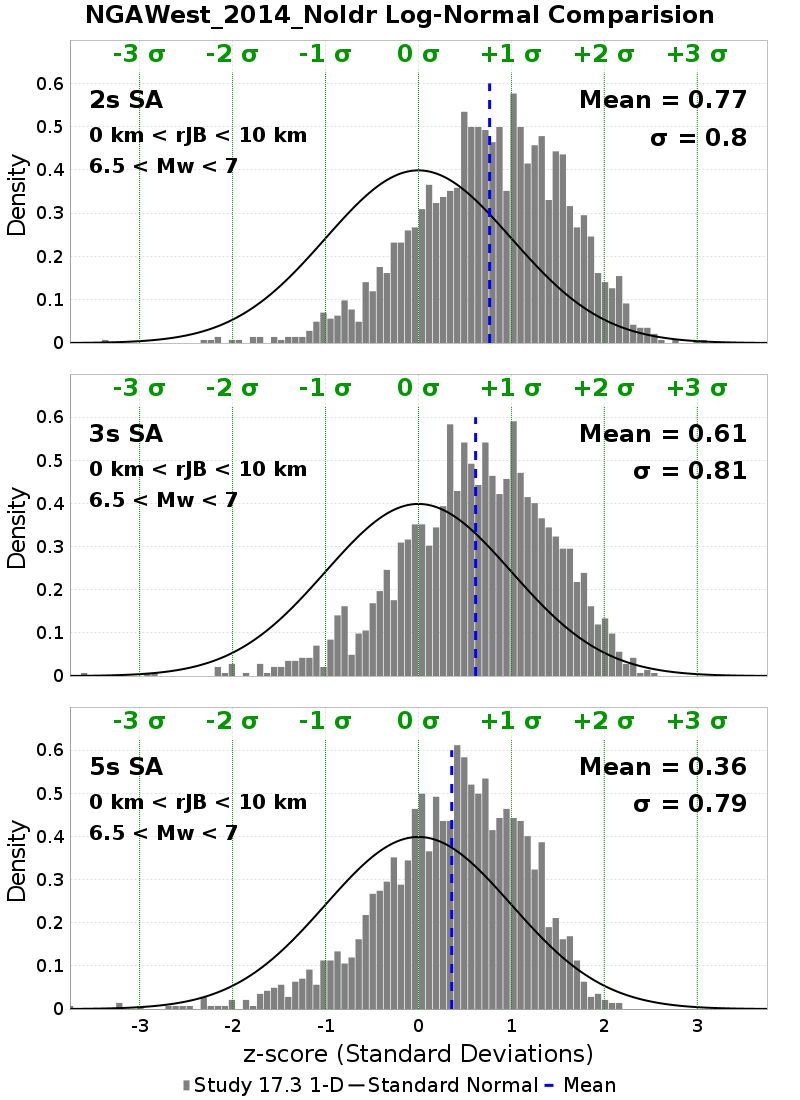 NGAWest_2014_NoIdr Log-Normal Comparision
-3 σ -2 σ -1 σ 0 σ +1 σ +2 σ +3 σ
2s SA
0 km < rJB < 10 km
6.5 < Mw < 7
Mean = 0.77
σ = 0.8
0.6
0.5
0.4
0.3
0.2
0.1
0
Density
-3 σ -2 σ -1 σ 0 σ +1 σ +2 σ +3 σ
3s SA
0 km < rJB < 10 km
6.5 < Mw < 7
Mean = 0.61
σ = 0.81
0.6
0.5
0.4
0.3
0.2
0.1
0
Density
-3 σ -2 σ -1 σ 0 σ +1 σ +2 σ +3 σ
5s SA
0 km < rJB < 10 km
6.5 < Mw < 7
Mean = 0.36
σ = 0.79
0.6
0.5
0.4
0.3
0.2
0.1
0
Density
-3 -2 -1 0 1 2 3
z-score (Standard Deviations)
Study 17.3 1-D Standard Normal Mean